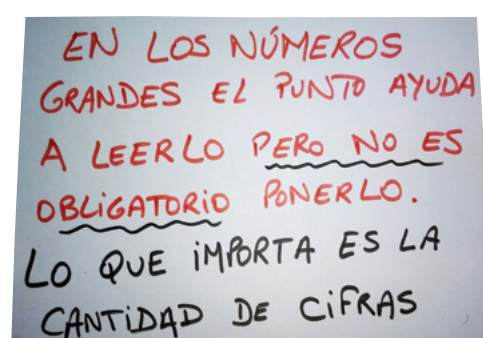 EN LOS NÚMEROS
GRANDES EL PUNTO AYUDA
A LEERLO PERO NO ES
OBLIGATORIO PONERLO.
LO QUE IMPORTA ES LA
CANTIDAD DE CIFRAS